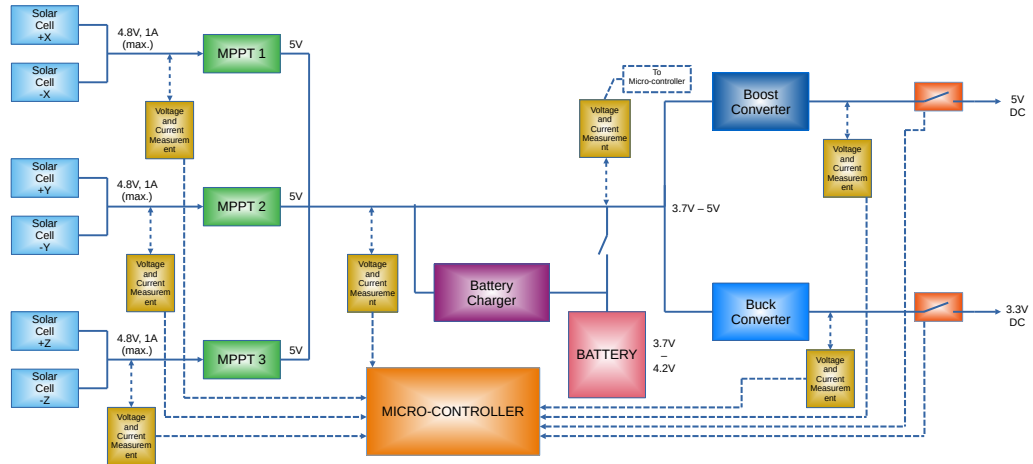 Solar
Cell
+X
4.8V, 1A
(max.)
MPPT 1
5V
Solar
Cell
-X
Voltage
and
Current
Measurem
ent
To
Micro-controller
Voltage
and
Current
Measureme
nt
Boost
Converter
5V
DC
Voltage
and
Current
Measurem
ent
Solar
Cell
+Y
4.8V, 1A
(max.)
MPPT 2
5V
Solar
Cell
-Y
3.7V – 5V
Voltage
and
Current
Measurem
ent
Voltage
and
Current
Measureme
nt
Battery
Charger
Buck
Converter
3.3V
DC
Solar
Cell
+Z
4.8V, 1A
(max.)
MPPT 3
5V
Solar
Cell
-Z
BATTERY
3.7V
–
4.2V
Voltage
and
Current
Measurem
ent
MICRO-CONTROLLER
Voltage
and
Current
Measurem
ent